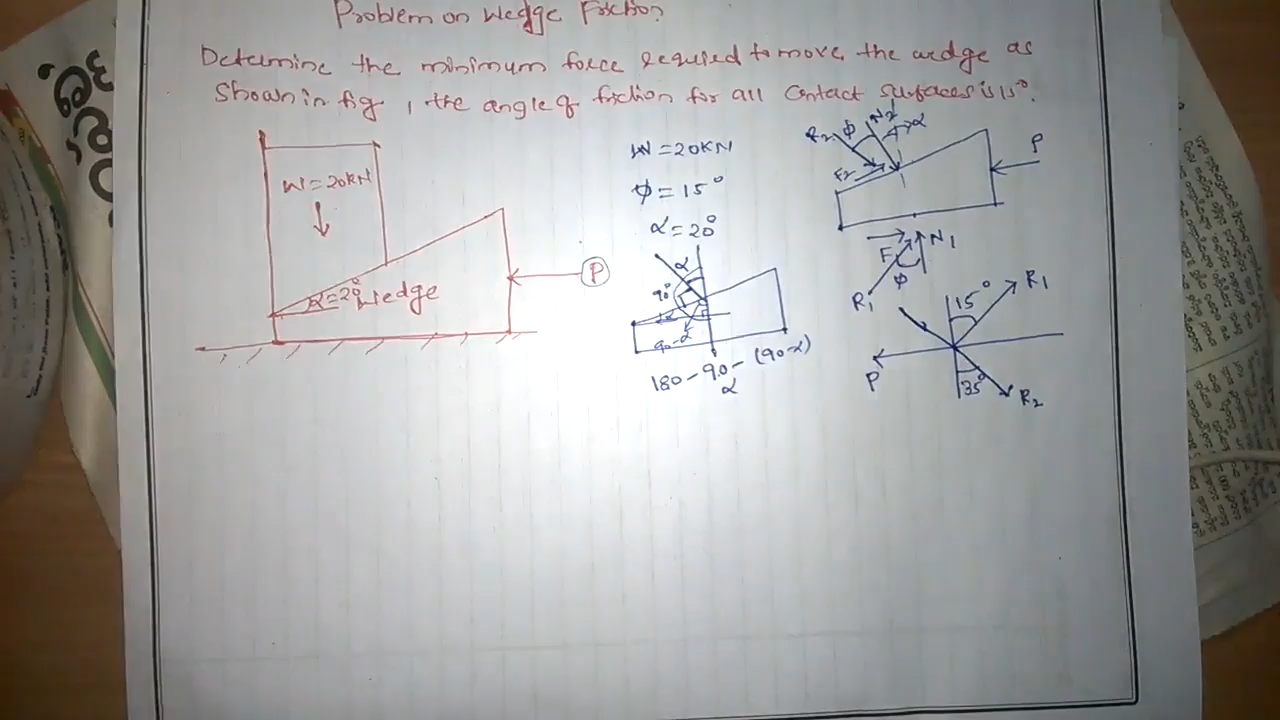 Problem on Wedge Friction
Determine the minimum force required to move the wedge as
Shown in fig , the angle of friction for all Contact surfaces is 15°.
W = 20kN
α = 20° Wedge
P
W = 20KN
φ = 15°
α = 20°
α
90°
α
90-α
180 - 90 - (90-α)
α
R2 φ N2 α
F2
P
F1 N1
φ
R1
15° R1
P
35° R2